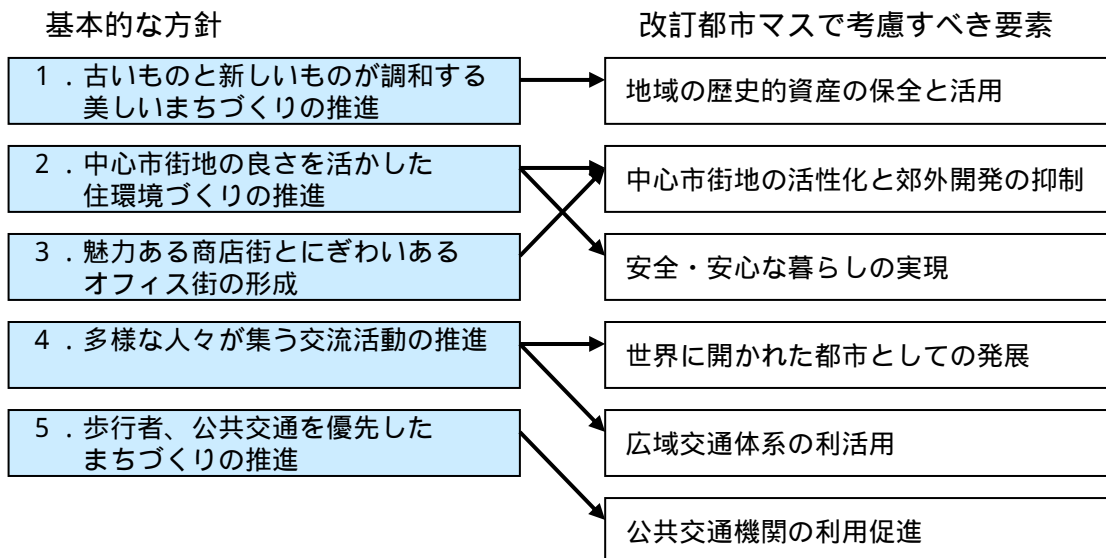 基本的な方針
改訂都市マスで考慮すべき要素
1．古いものと新しいものが調和する
美しいまちづくりの推進
地域の歴史的資産の保全と活用
2．中心市街地の良さを活かした
住環境づくりの推進
中心市街地の活性化と郊外開発の抑制
3．魅力ある商店街とにぎわいある
オフィス街の形成
安全・安心な暮らしの実現
4．多様な人々が集う交流活動の推進
世界に開かれた都市としての発展
5．歩行者、公共交通を優先した
まちづくりの推進
広域交通体系の利活用
公共交通機関の利用促進